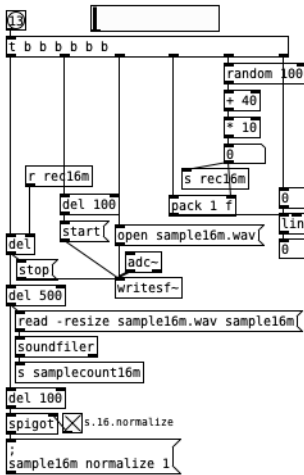 13
t b b b b b b
random 100
+ 40
* 10
0
r rec16m
s rec16m
del 100
pack 1 f
0
start
open sample16m.wav
lin
del
adc~
0
stop
writesf~
del 500
read -resize sample16m.wav sample16m
soundfiler
s samplecount16m
del 100
spigot
s.16.normalize
;
sample16m normalize 1